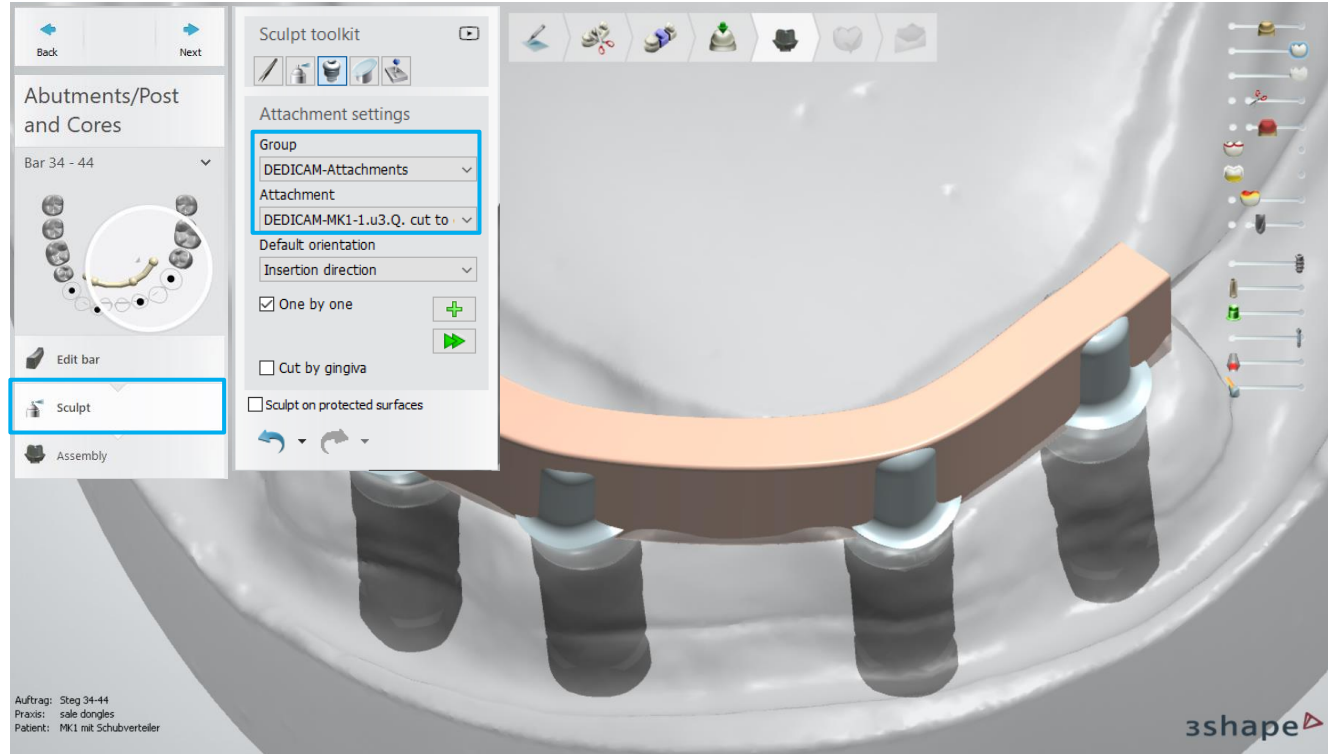 Back
Next
Abutments/Post
and Cores
Bar 34 - 44
Edit bar
Sculpt
Assembly
Sculpt toolkit
Attachment settings
Group
DEDICAM-Attachments
Attachment
DEDICAM-MK1-1.u3.Q. cut to
Default orientation
Insertion direction
One by one
Cut by gingiva
Sculpt on protected surfaces
Auftrag: Steg 34-44
Praxis: sale dongles
Patient: MK1 mit Schubverteiler
3shape